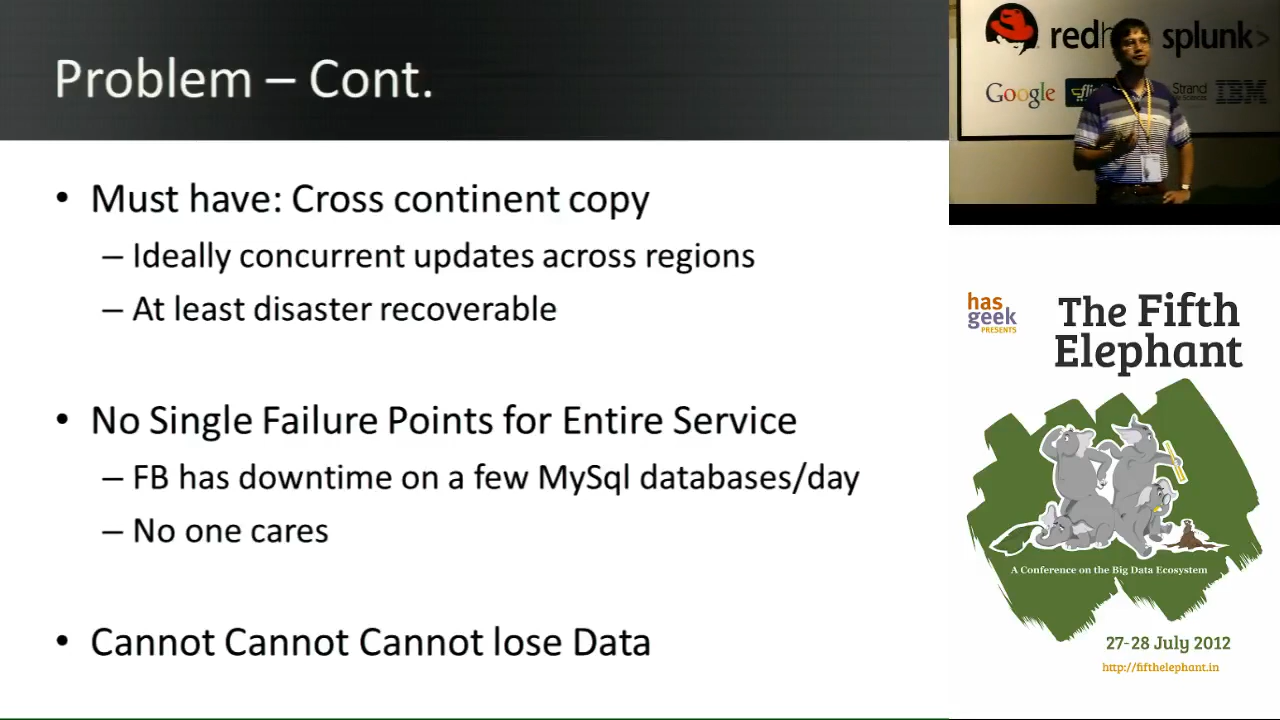 Problem – Cont.
• Must have: Cross continent copy
– Ideally concurrent updates across regions
– At least disaster recoverable
• No Single Failure Points for Entire Service
– FB has downtime on a few MySql databases/day
– No one cares
• Cannot Cannot Cannot lose Data
splunk>
Google
Strand
IBM
has
geek
PRESENTS
The Fifth
Elephant
A Conference on the Big Data Ecosystem
27-28 July 2012
http://fifthelephant.in